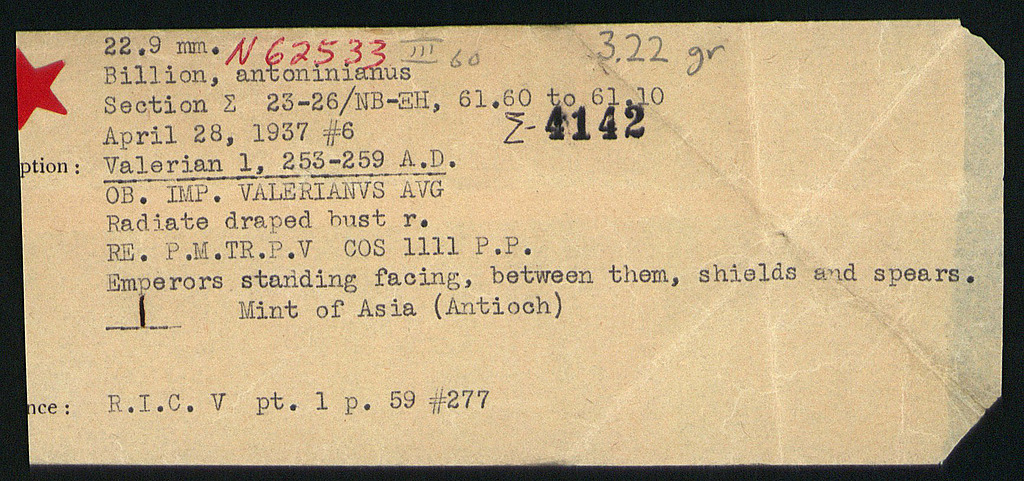 22.9 mm. N 62533 III 60 3.22 gr
Billion, antoninianus
Section Σ 23-26/NB-EH, 61.60 to 61.10
April 28, 1937 #6 Σ-4142
ption: Valerian 1, 253-259 A.D.
OB. IMP. VALERIANVS AVG
Radiate draped bust r.
RE. P.M.TR.P.V COS 1111 P.P.
Emperors standing facing, between them, shields and spears.
Mint of Asia (Antioch)
nce: R.I.C. V pt. 1 p. 59 #277